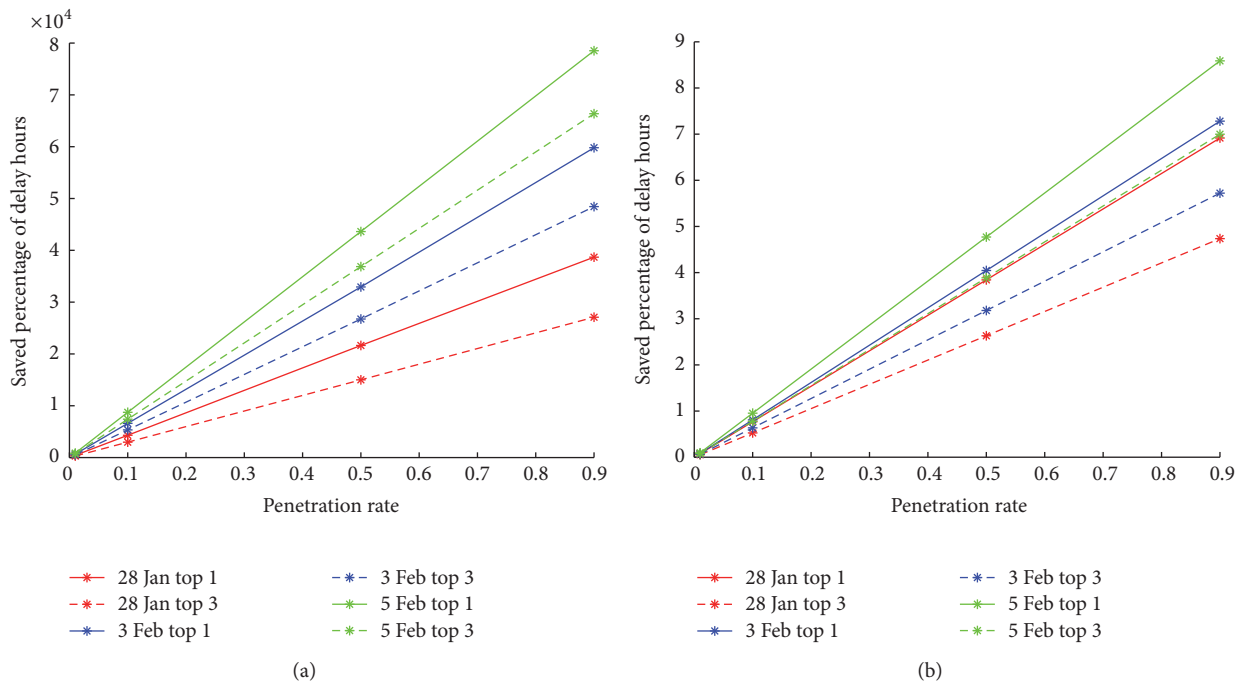 ×10⁴
8
7
6
5
4
3
2
1
0
Saved percentage of delay hours
0 0.1 0.2 0.3 0.4 0.5 0.6 0.7 0.8 0.9
Penetration rate
28 Jan top 1
28 Jan top 3
3 Feb top 1
3 Feb top 3
5 Feb top 1
5 Feb top 3
(a)
9
8
7
6
5
4
3
2
1
0
Saved percentage of delay hours
0 0.1 0.2 0.3 0.4 0.5 0.6 0.7 0.8 0.9
Penetration rate
28 Jan top 1
28 Jan top 3
3 Feb top 1
3 Feb top 3
5 Feb top 1
5 Feb top 3
(b)